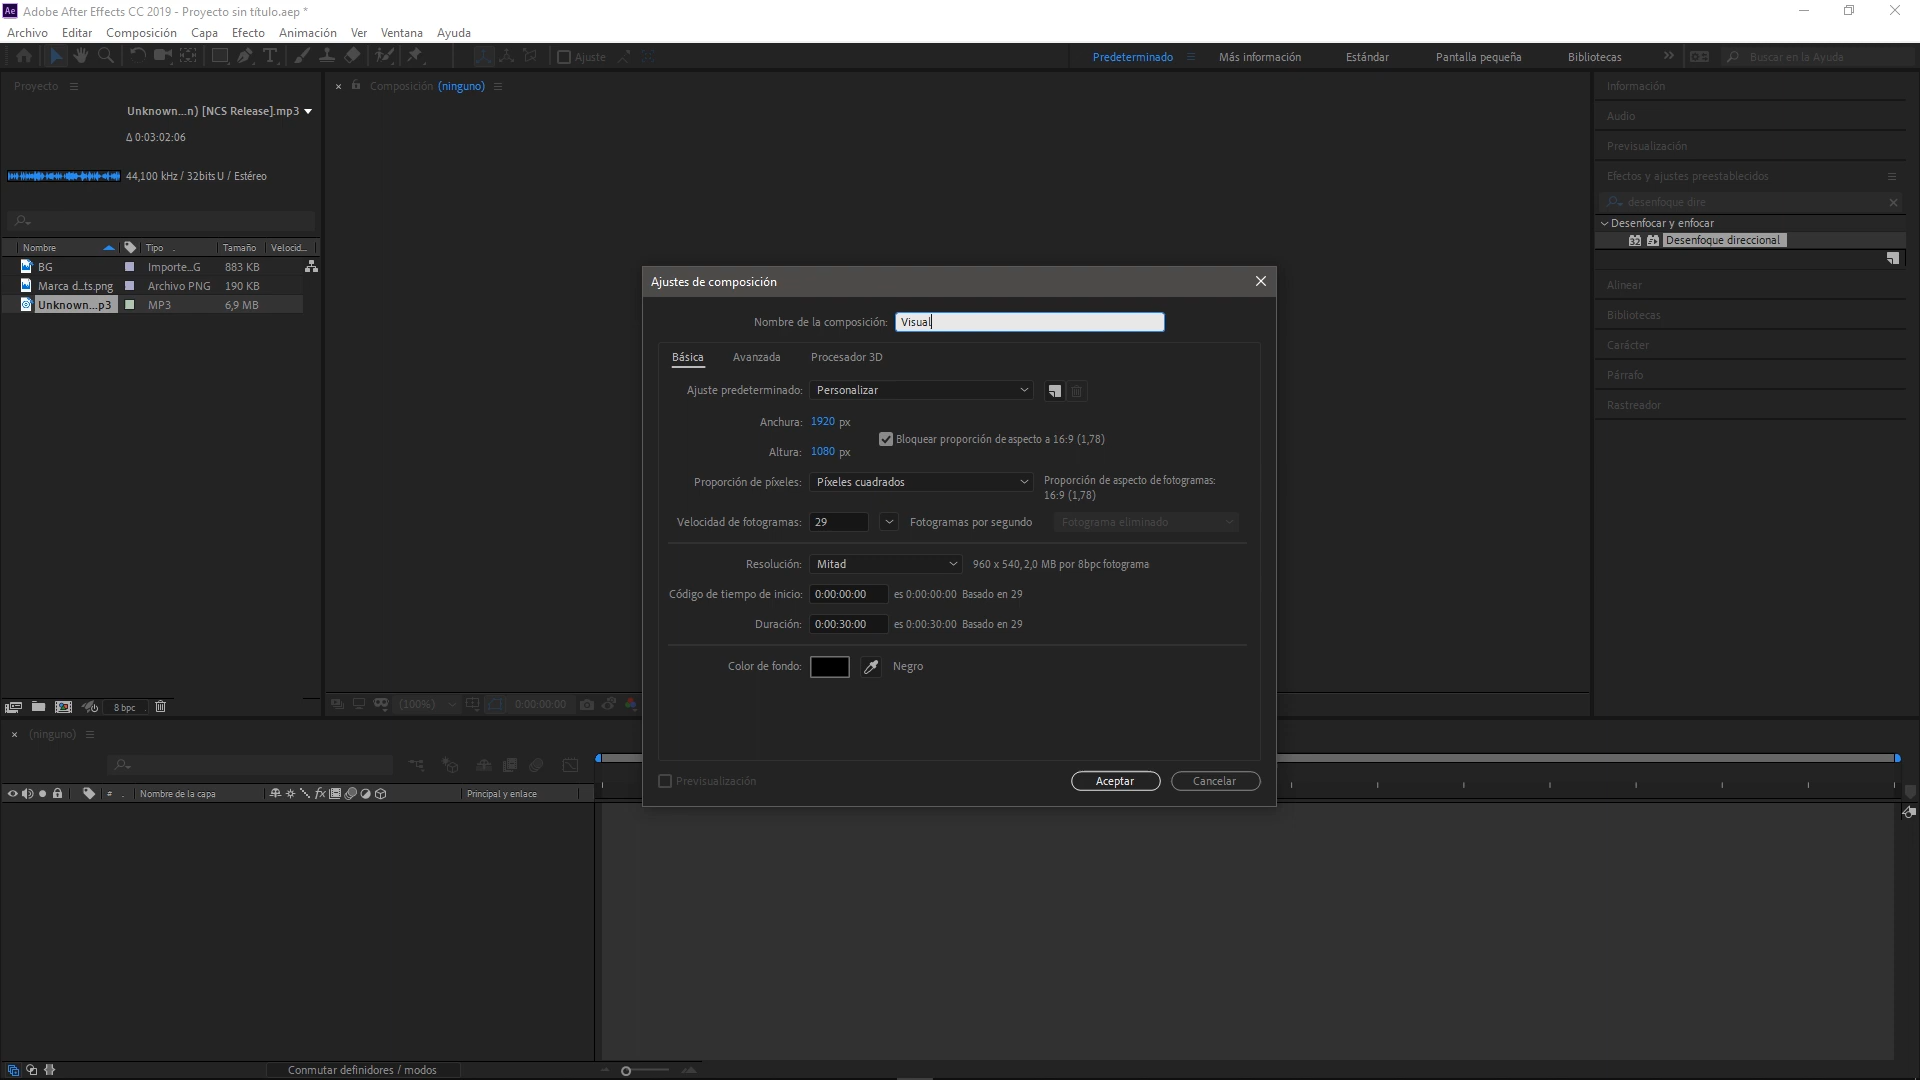 Ae Adobe After Effects CC 2019 - Proyecto sin título.aep *
Archivo Editar Composición Capa Efecto Animación Ver Ventana Ayuda
Ajuste Predeterminado Más información Estándar Pantalla pequeña Bibliotecas Buscar en la Ayuda
Proyecto
Unknown...n) [NCS Release].mp3
Δ 0:03:02:06
44,100 kHz / 32bits U / Estéreo
Nombre Tipo Tamaño Velocid...
BG Importe...G 883 KB
Marca d...ts.png Archivo PNG 190 KB
Unknown...p3 MP3 6,9 MB
8 bpc
Composición (ninguno)
(100%) 0:00:00:00
Información
Audio
Previsualización
Efectos y ajustes preestablecidos
desenfoque dire
Desenfocar y enfocar
32 Desenfoque direccional
Alinear
Bibliotecas
Carácter
Párrafo
Rastreador
Ajustes de composición
Nombre de la composición: Visual
Básica Avanzada Procesador 3D
Ajuste predeterminado: Personalizar
Anchura: 1920 px
Bloquear proporción de aspecto a 16:9 (1,78)
Altura: 1080 px
Proporción de píxeles: Píxeles cuadrados Proporción de aspecto de fotogramas:
16:9 (1,78)
Velocidad de fotogramas: 29 Fotogramas por segundo Fotograma eliminado
Resolución: Mitad 960 x 540, 2,0 MB por 8bpc fotograma
Código de tiempo de inicio: 0:00:00:00 es 0:00:00:00 Basado en 29
Duración: 0:00:30:00 es 0:00:30:00 Basado en 29
Color de fondo: Negro
Previsualización Aceptar Cancelar
(ninguno)
# Nombre de la capa fx Principal y enlace
Conmutar definidores / modos